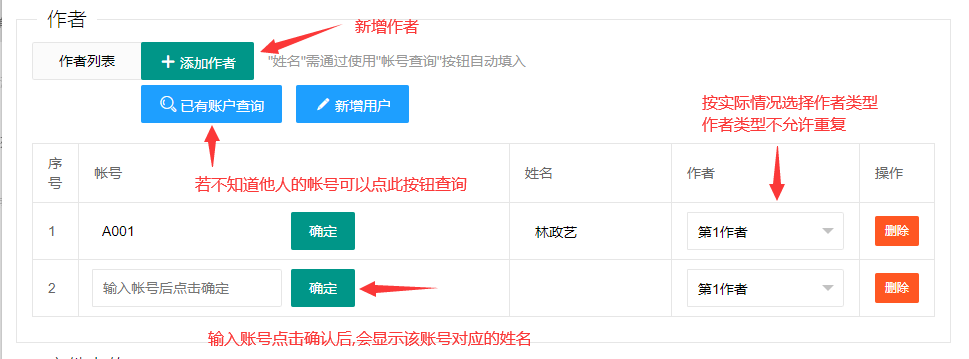 作者
新增作者
作者列表
添加作者
"姓名"需通过使用"帐号查询"按钮自动填入
已有账户查询
新增用户
按实际情况选择作者类型
作者类型不允许重复
若不知道他人的帐号可以点此按钮查询
序号
帐号
姓名
作者
操作
1
A001
确定
林政艺
第1作者
删除
2
输入帐号后点击确定
确定
第1作者
删除
输入账号点击确认后,会显示该账号对应的姓名